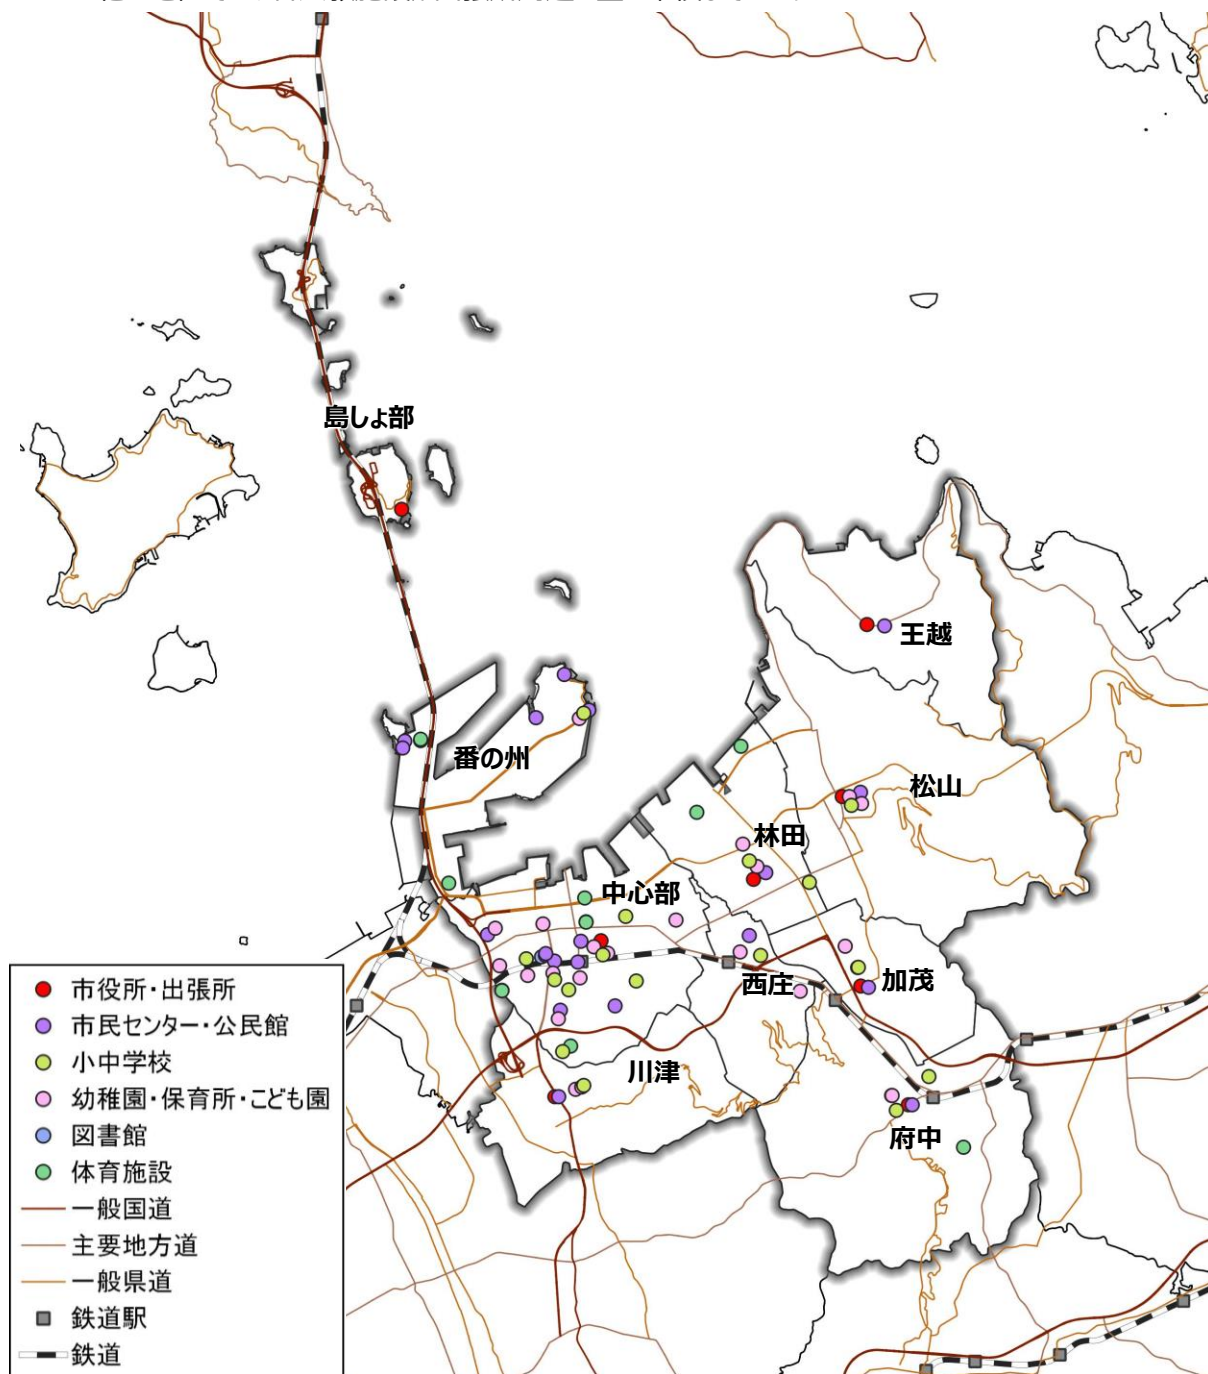 島しょ部
王越
番の州
松山
林田
中心部
西庄
加茂
川津
府中
市役所・出張所
市民センター・公民館
小中学校
幼稚園・保育所・こども園
図書館
体育施設
一般国道
主要地方道
一般県道
鉄道駅
鉄道